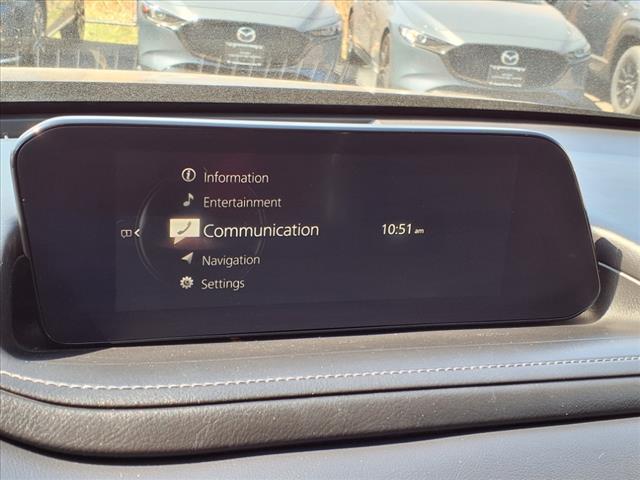 Information
Entertainment
Communication
10:51 am
Navigation
Settings